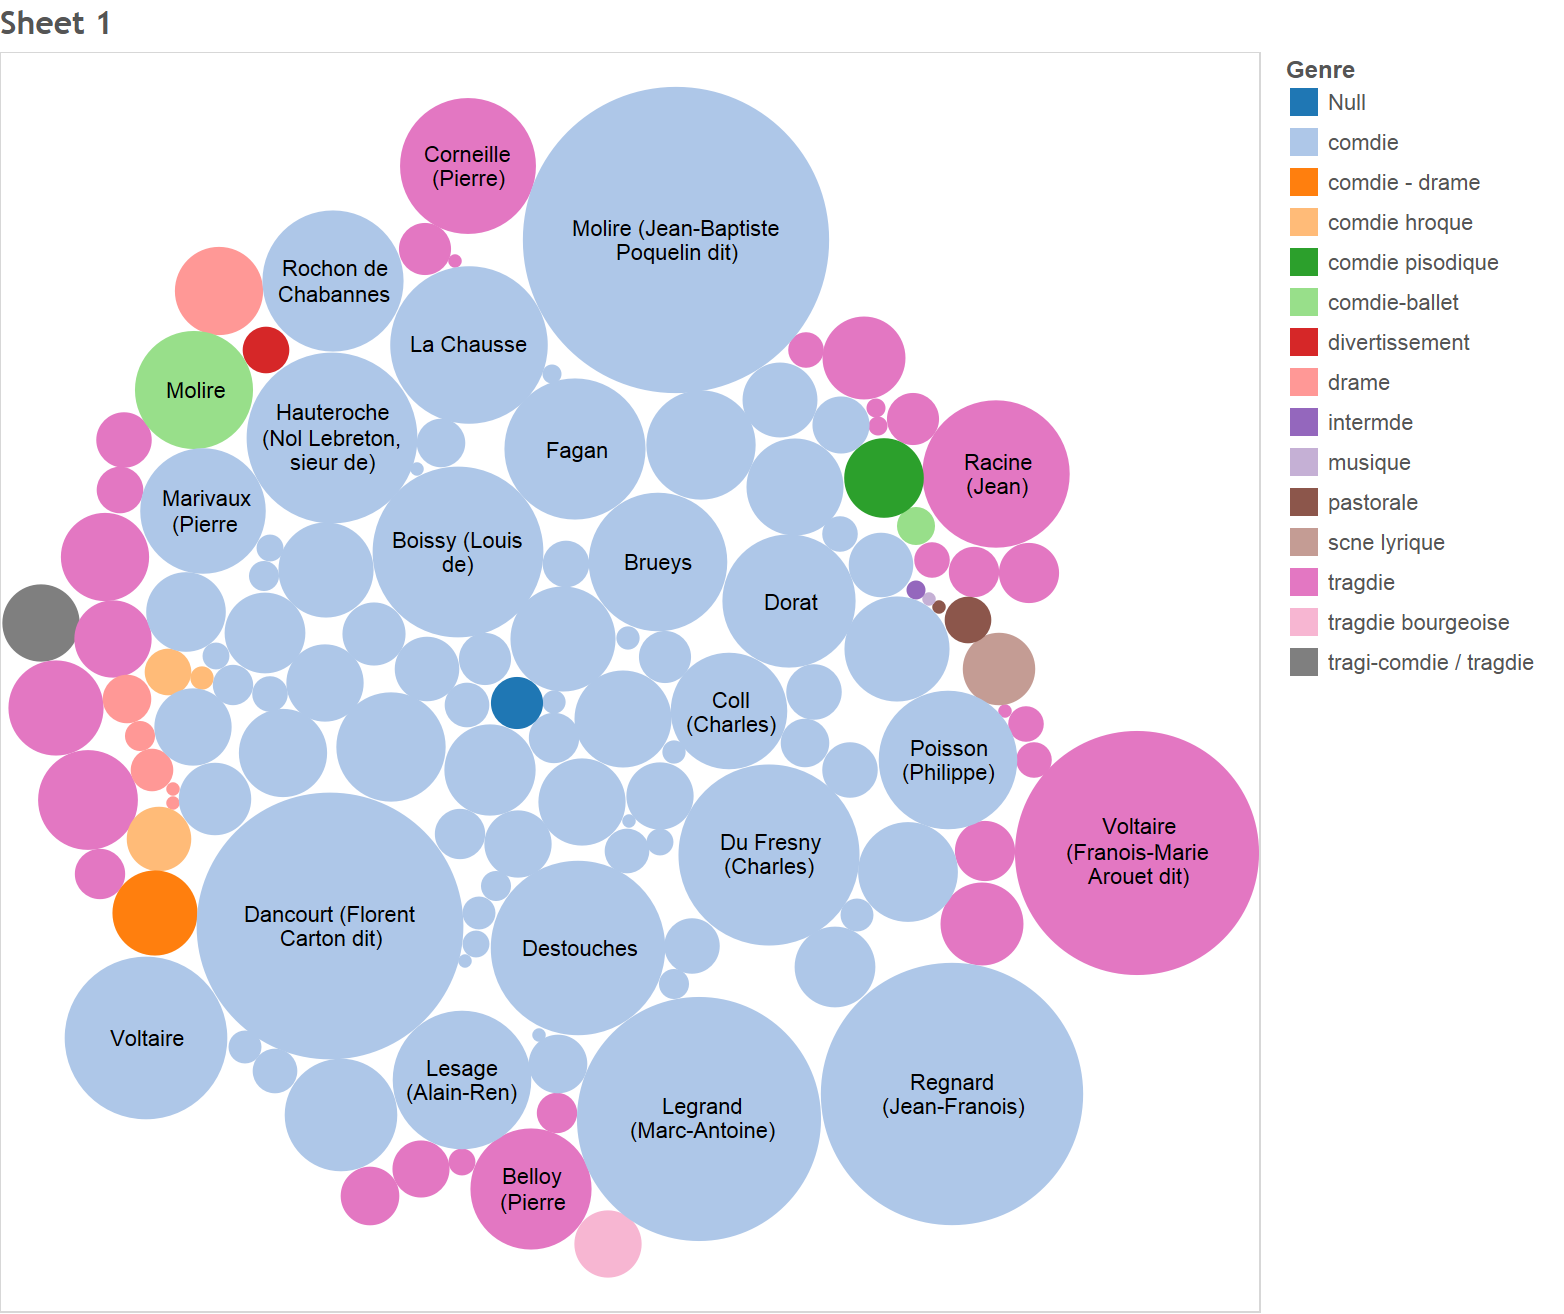 Sheet 1
Genre
Null
comdie
comdie - drame
comdie hroque
comdie pisodique
comdie-ballet
divertissement
drame
intermde
musique
pastorale
scne lyrique
tragdie
tragdie bourgeoise
tragi-comdie / tragdie
Corneille
(Pierre)
Molire (Jean-Baptiste
Poquelin dit)
Rochon de
Chabannes
La Chausse
Molire
Hauteroche
(Nol Lebreton,
sieur de)
Fagan
Racine
(Jean)
Marivaux
(Pierre
Boissy (Louis
de)
Brueys
Dorat
Coll
(Charles)
Poisson
(Philippe)
Voltaire
(Franois-Marie
Arouet dit)
Du Fresny
(Charles)
Dancourt (Florent
Carton dit)
Destouches
Voltaire
Lesage
(Alain-Ren)
Legrand
(Marc-Antoine)
Regnard
(Jean-Franois)
Belloy
(Pierre